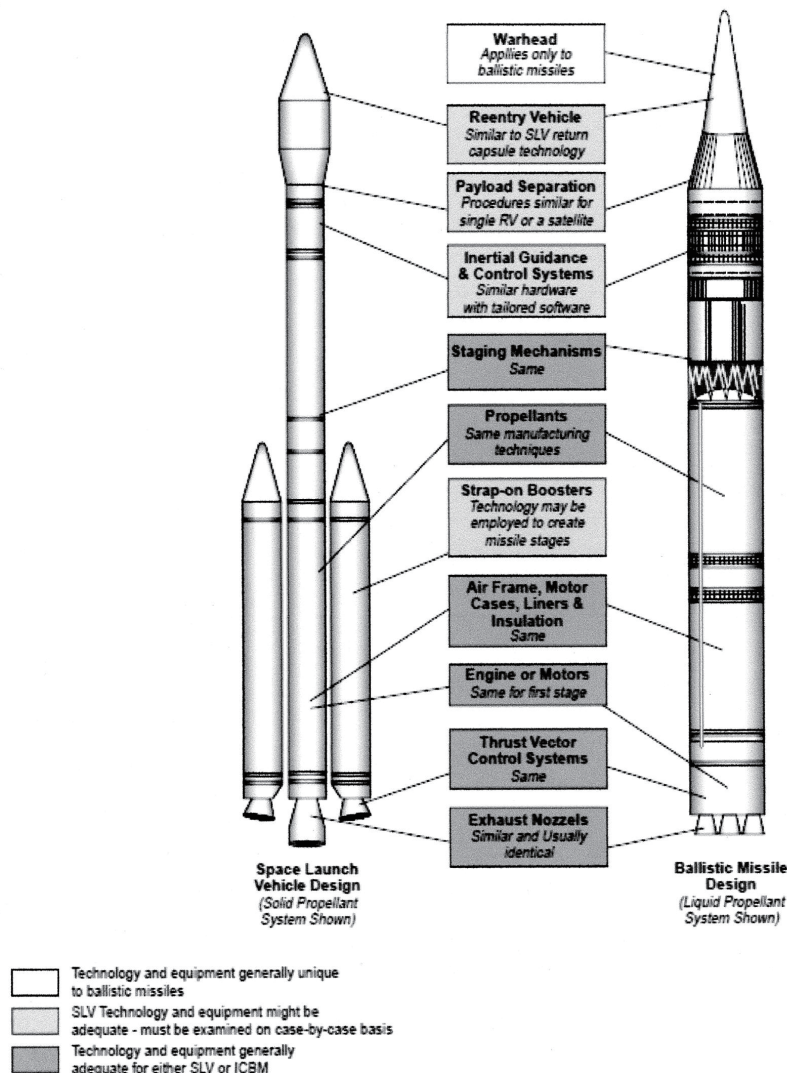 Warhead
Appllies only to
ballistic missiles
Reentry Vehicle
Similar to SLV return
capsule technology
Payload Separation
Procedures similar for
single RV or a satellite
Inertial Guidance
& Control Systems
Similar hardware
with tailored software
Staging Mechanisms
Same
Propellants
Same manufacturing
techniques
Strap-on Boosters
Technology may be
employed to create
missile stages
Air Frame, Motor
Cases, Liners &
Insulation
Same
Engine or Motors
Same for first stage
Thrust Vector
Control Systems
Same
Exhaust Nozzels
Similar and Usually
identical
Space Launch
Vehicle Design
(Solid Propellant
System Shown)
Ballistic Missile
Design
(Liquid Propellant
System Shown)
Technology and equipment generally unique
to ballistic missiles
SLV Technology and equipment might be
adequate - must be examined on case-by-case basis
Technology and equipment generally
adequate for either SLV or ICBM